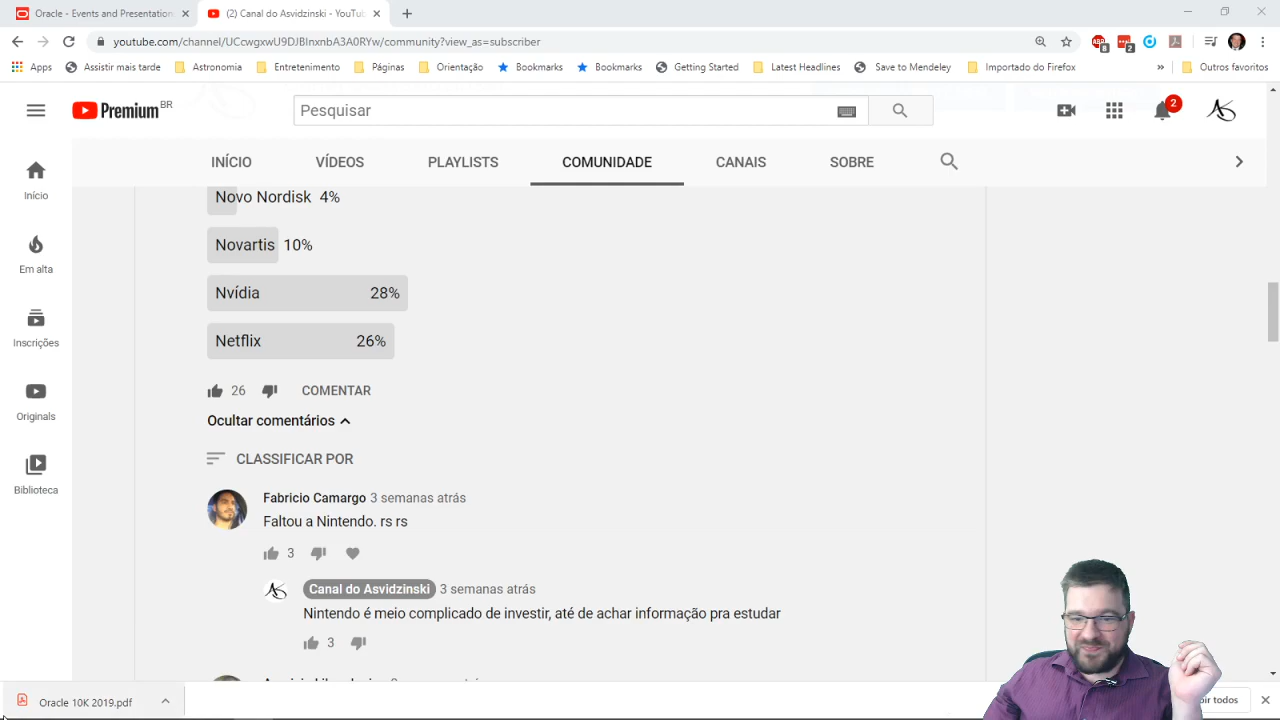 Oracle - Events and Presentation
(2) Canal do Asvidzinski - YouTub
youtube.com/channel/UCcwgxwU9DJBInxnbA3A0RYw/community?view_as=subscriber
8
2
Apps
Assistir mais tarde
Astronomia
Entretenimento
Páginas
Orientação
Bookmarks
Bookmarks
Getting Started
Latest Headlines
Save to Mendeley
Importado do Firefox
»
Outros favoritos
Premium BR
Pesquisar
2
INÍCIO
VÍDEOS
PLAYLISTS
COMUNIDADE
CANAIS
SOBRE
Início
Em alta
Inscrições
Originals
Biblioteca
Novo Nordisk 4%
Novartis 10%
Nvídia 28%
Netflix 26%
26 COMENTAR
Ocultar comentários
CLASSIFICAR POR
Fabricio Camargo 3 semanas atrás
Faltou a Nintendo. rs rs
3
Canal do Asvidzinski 3 semanas atrás
Nintendo é meio complicado de investir, até de achar informação pra estudar
3
Oracle 10K 2019.pdf
ir todos